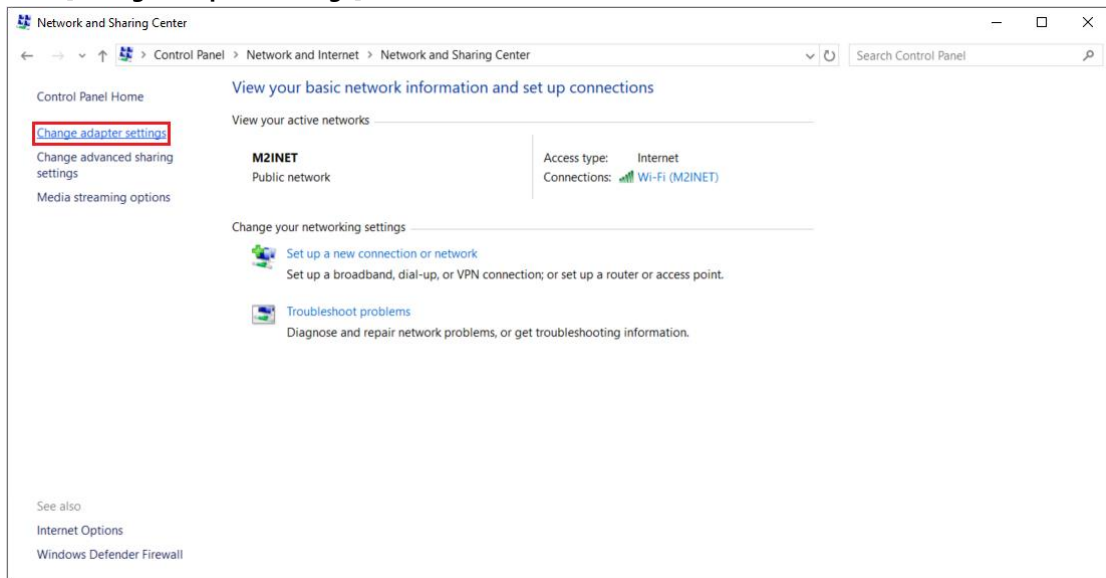 Network and Sharing Center
Control Panel > Network and Internet > Network and Sharing Center
Search Control Panel
Control Panel Home
Change adapter settings
Change advanced sharing
settings
Media streaming options
View your basic network information and set up connections
View your active networks
M2INET
Public network
Access type: Internet
Connections: Wi-Fi (M2INET)
Change your networking settings
Set up a new connection or network
Set up a broadband, dial-up, or VPN connection; or set up a router or access point.
Troubleshoot problems
Diagnose and repair network problems, or get troubleshooting information.
See also
Internet Options
Windows Defender Firewall